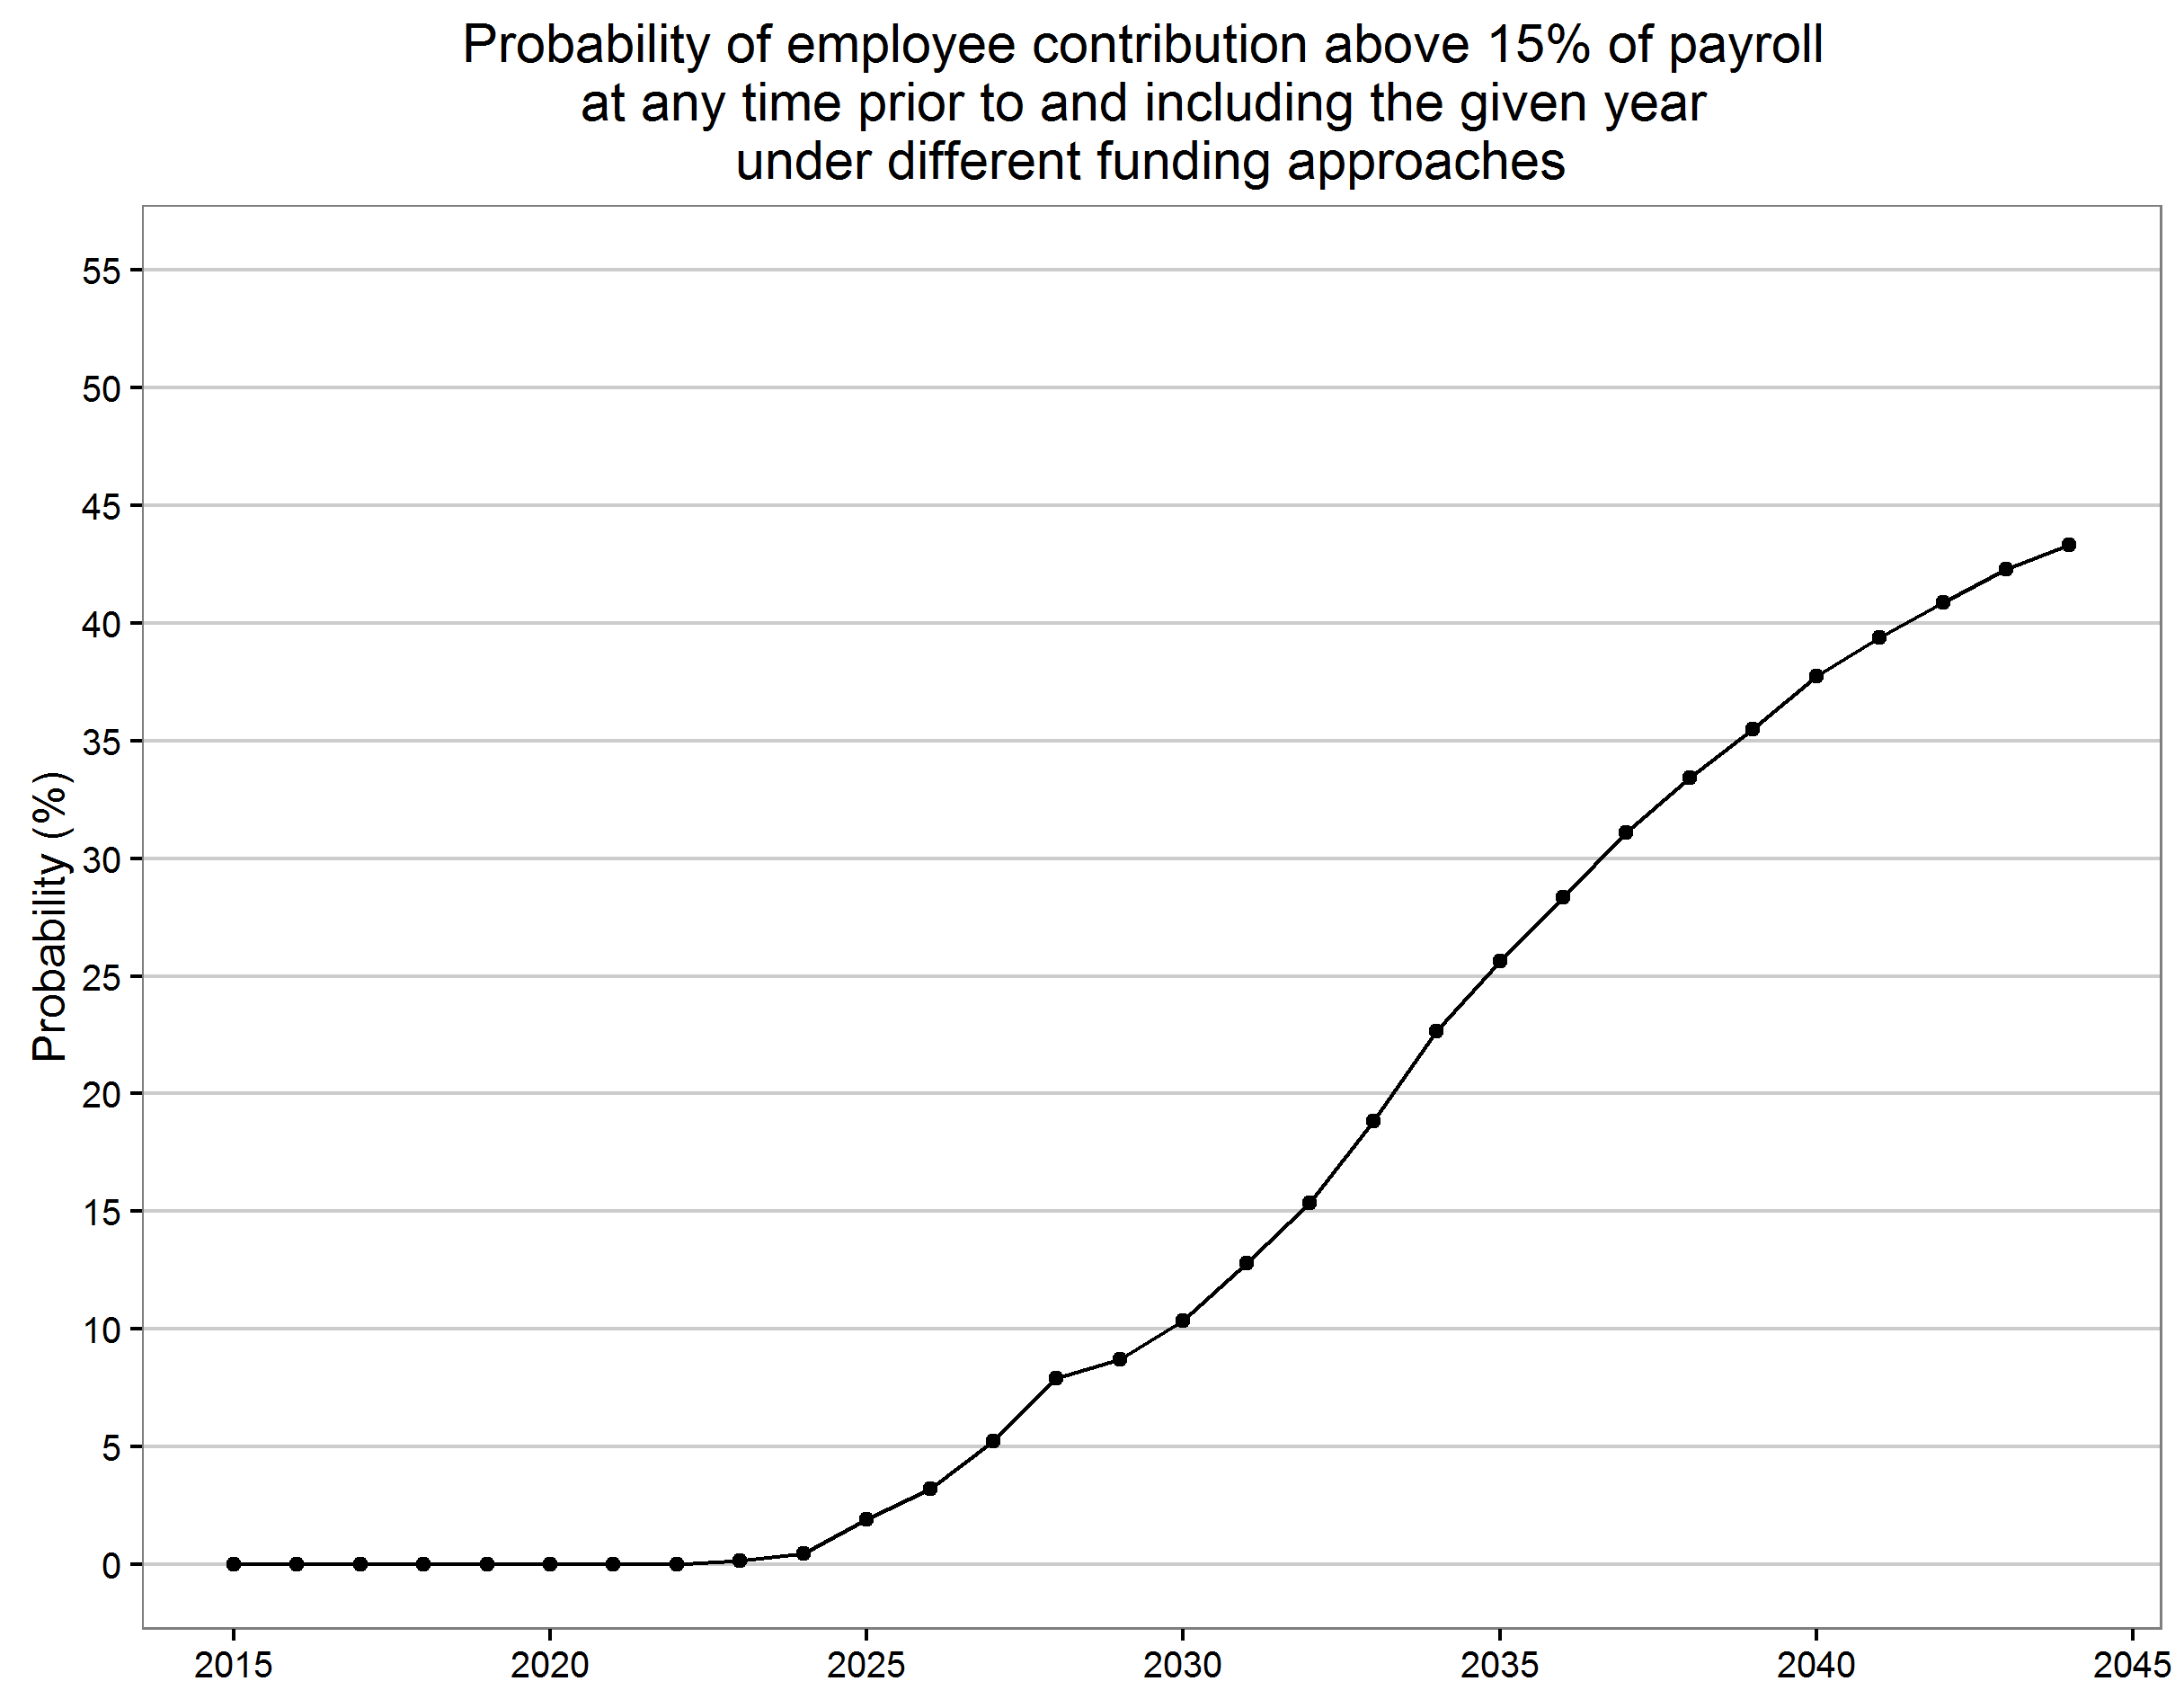 Probability of employee contribution above 15% of payroll
at any time prior to and including the given year
under different funding approaches
Probability (%)
55
50
45
40
35
30
25
20
15
10
5
0
2015 2020 2025 2030 2035 2040 2045